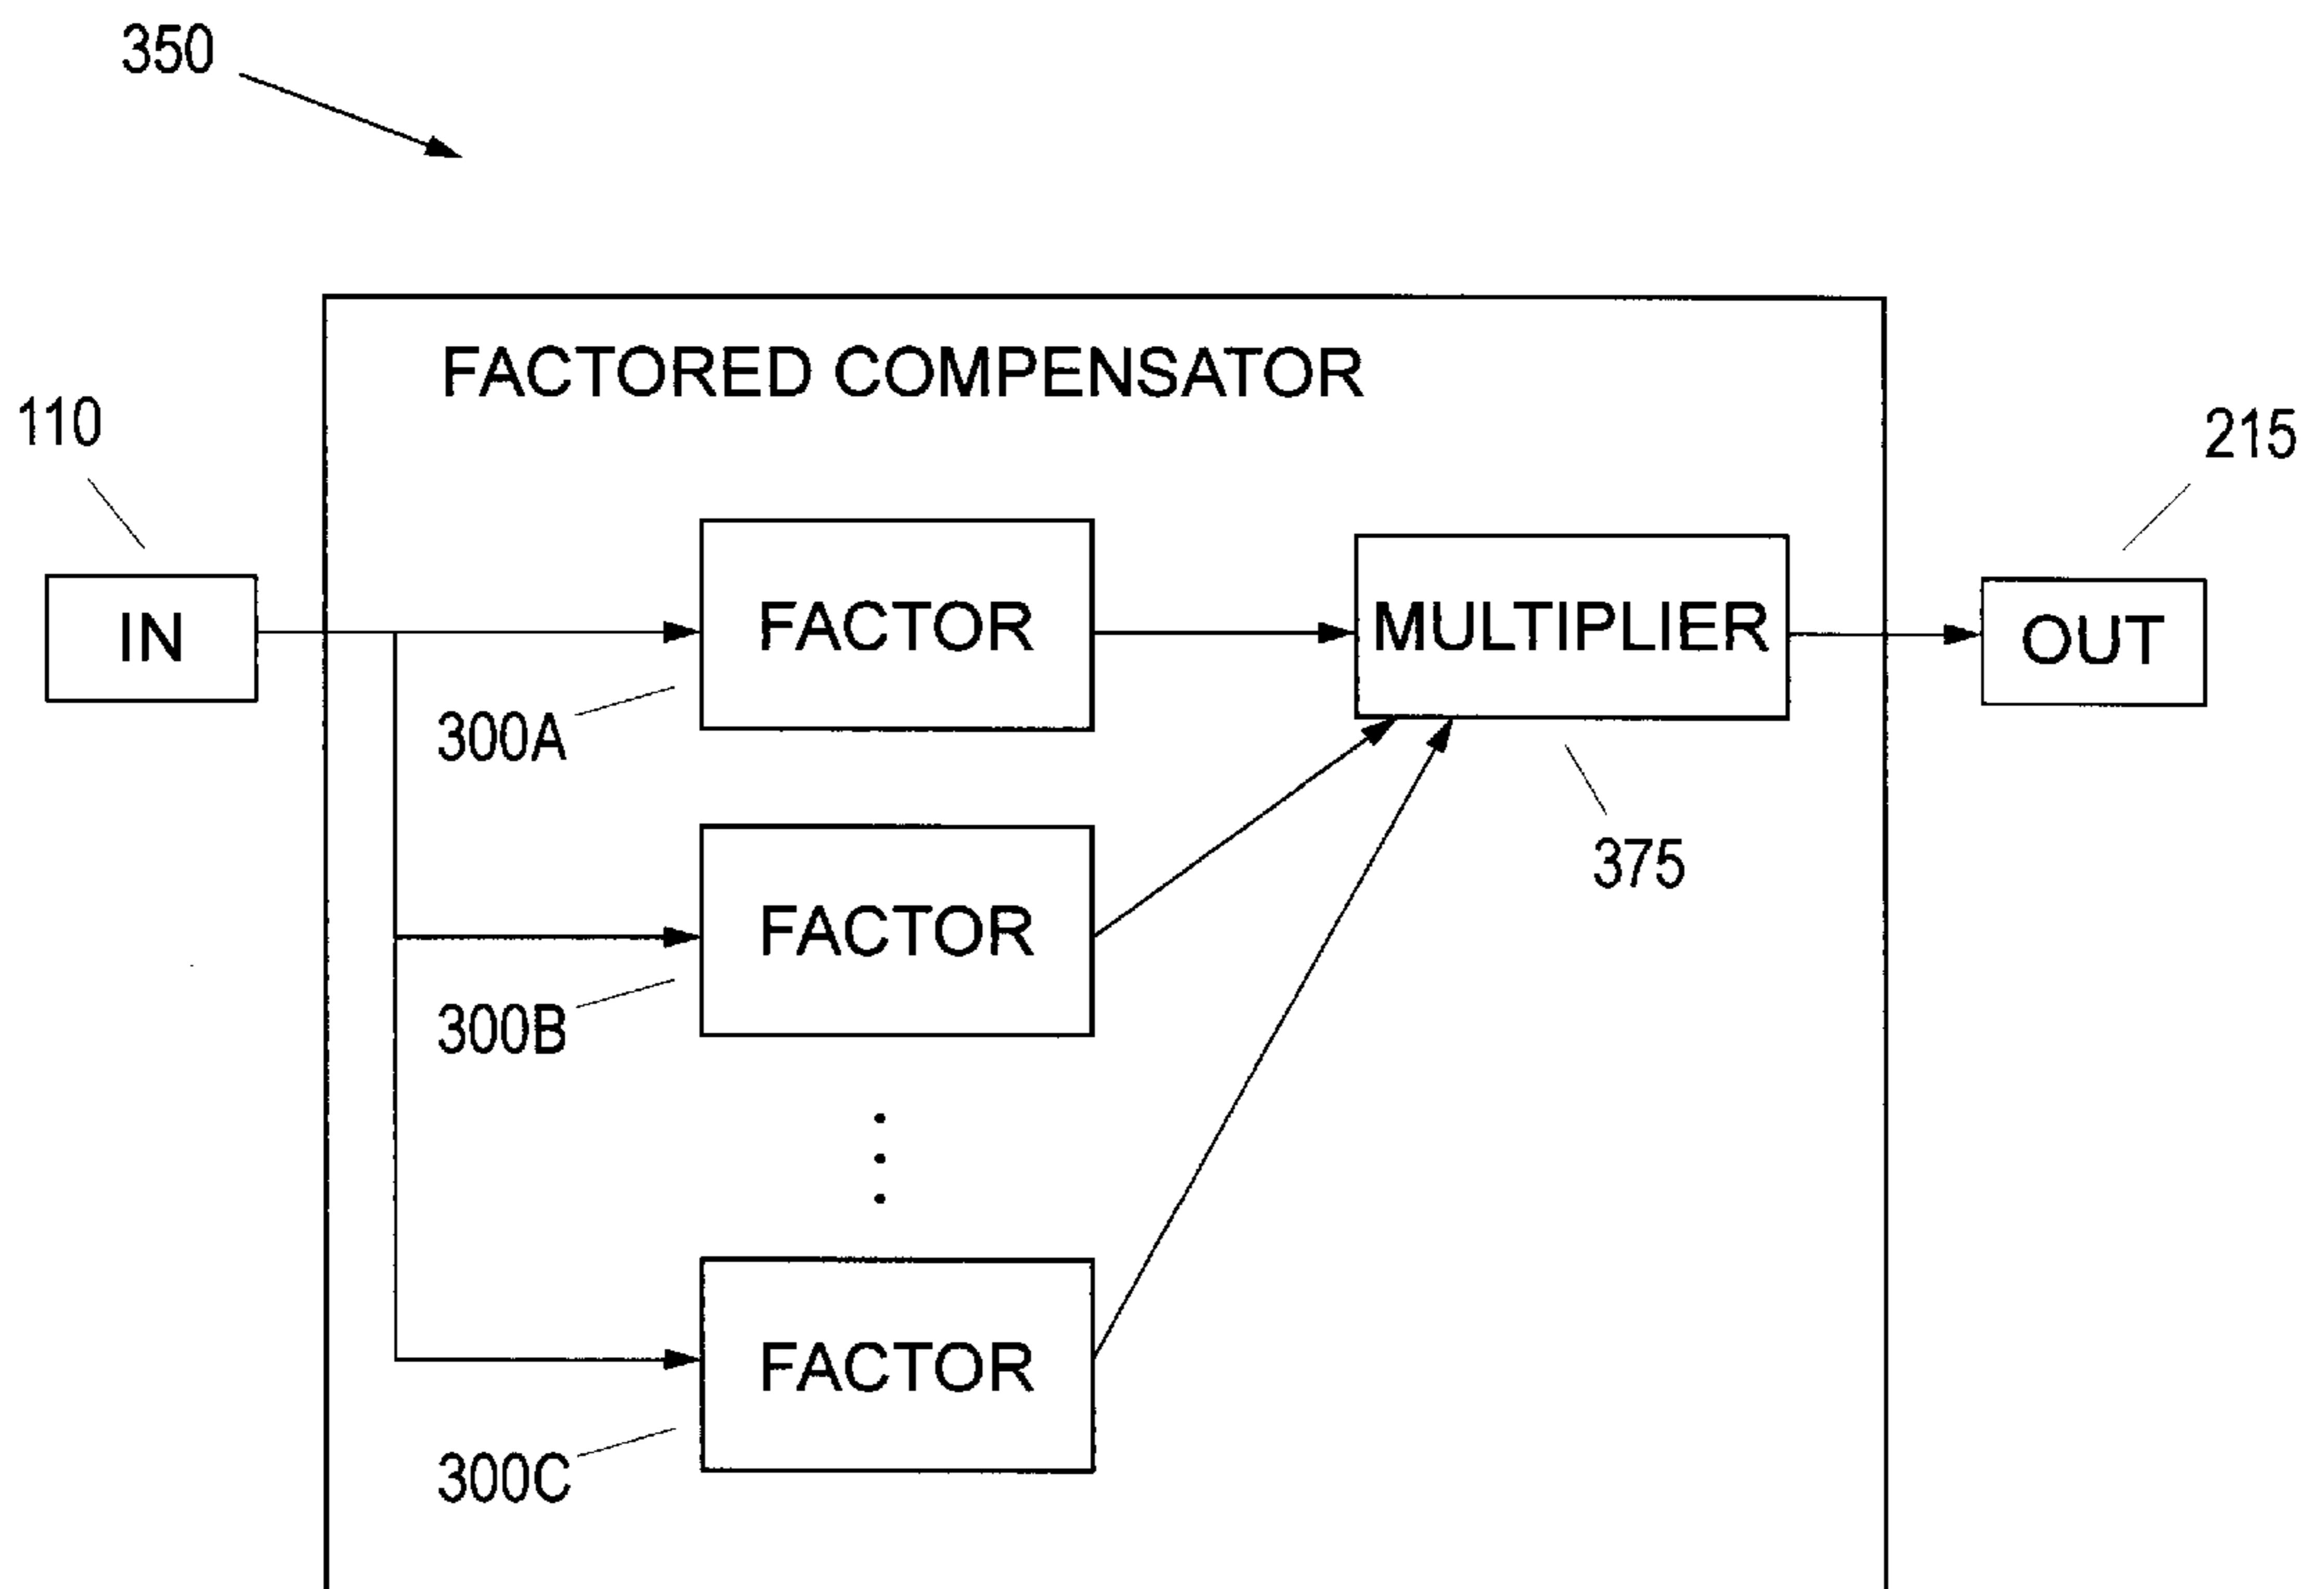 350
FACTORED COMPENSATOR
110
215
IN
FACTOR
MULTIPLIER
OUT
300A
375
FACTOR
300B
FACTOR
300C